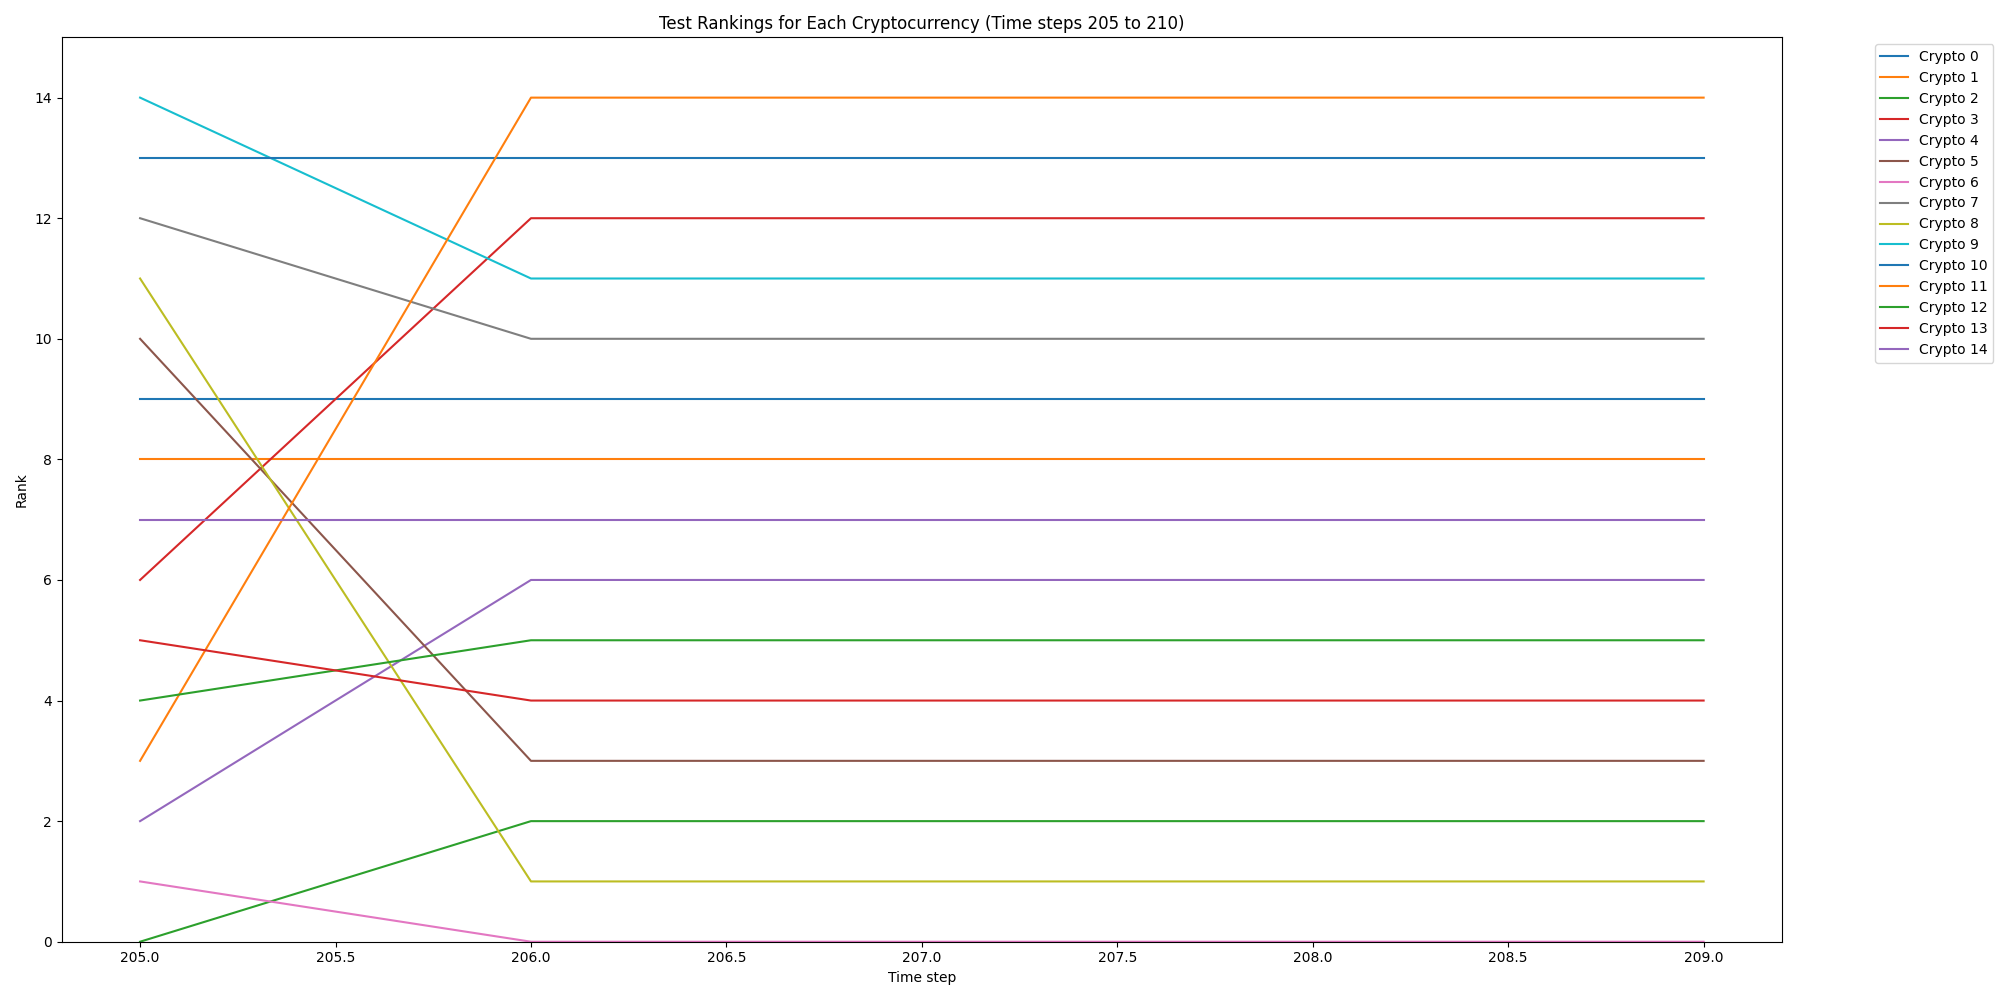 Test Rankings for Each Cryptocurrency (Time steps 205 to 210)
14
12
10
8
6
4
2
0
Rank
205.0 205.5 206.0 206.5 207.0 207.5 208.0 208.5 209.0
Time step
Crypto 0
Crypto 1
Crypto 2
Crypto 3
Crypto 4
Crypto 5
Crypto 6
Crypto 7
Crypto 8
Crypto 9
Crypto 10
Crypto 11
Crypto 12
Crypto 13
Crypto 14